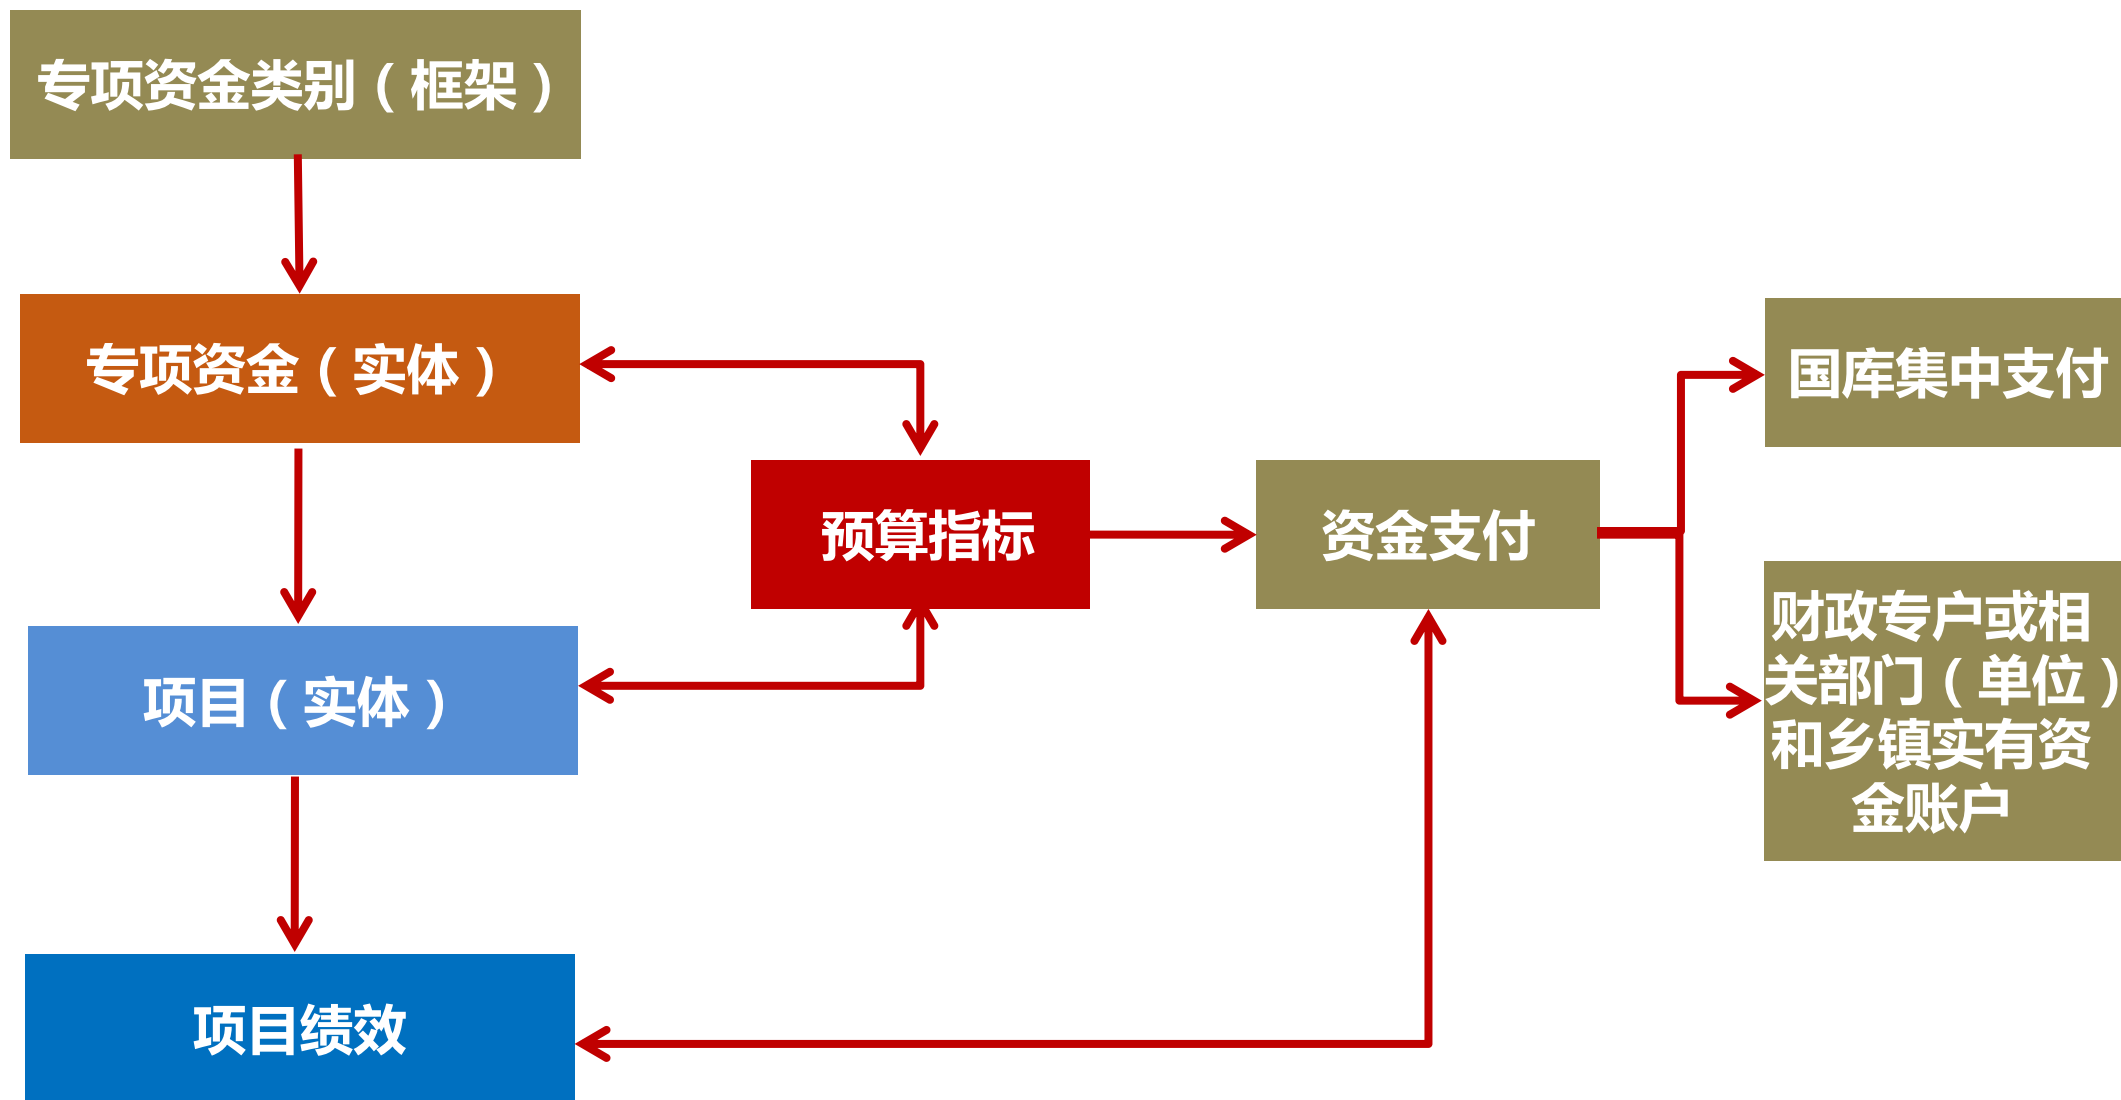 专项资金类别（框架）
专项资金（实体）
国库集中支付
预算指标
资金支付
财政专户或相
关部门（单位）
和乡镇实有资
金账户
项目（实体）
项目绩效